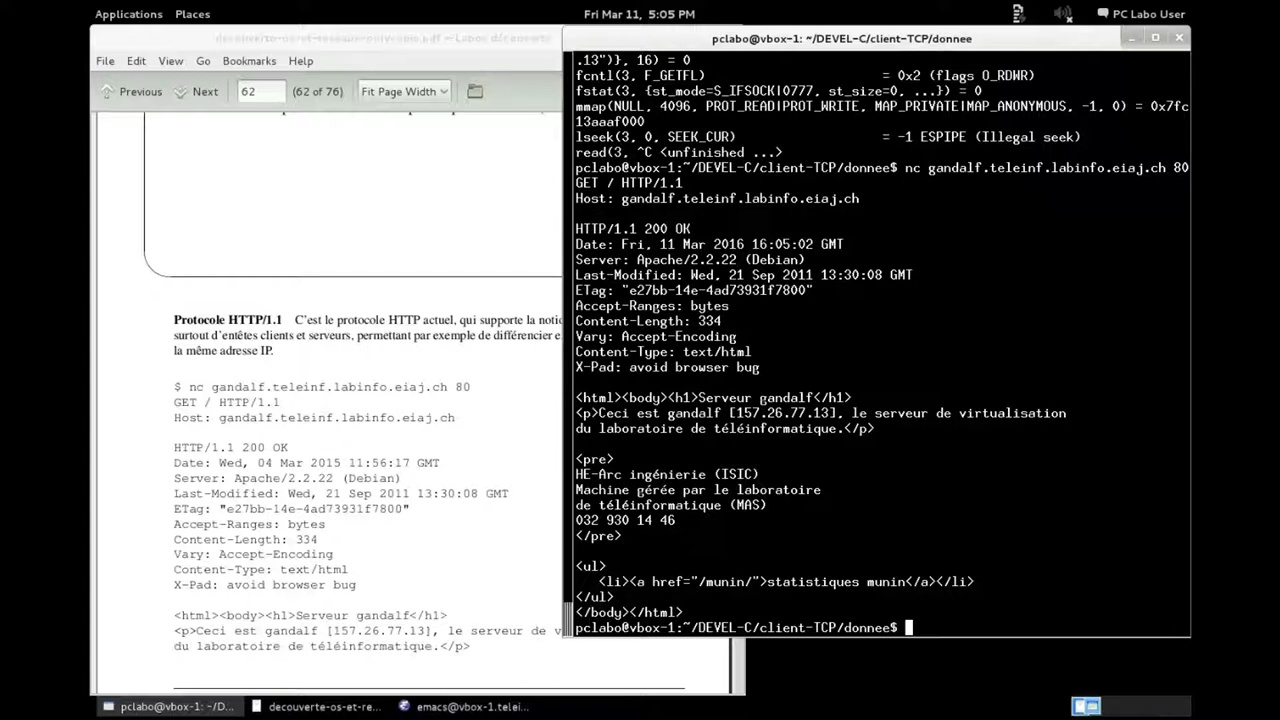 Applications Places Fri Mar 11, 5:05 PM PC Labo User
decouverte-os-et-reseaux-polycopie.pdf
File Edit View Go Bookmarks Help
Previous Next 62 (62 of 76) Fit Page Width
Protocole HTTP/1.1 C'est le protocole HTTP actuel, qui supporte la notio
surtout d'entêtes clients et serveurs, permettant par exemple de différencier e
la même adresse IP.
$ nc gandalf.teleinf.labinfo.eiaj.ch 80
GET / HTTP/1.1
Host: gandalf.teleinf.labinfo.eiaj.ch
HTTP/1.1 200 OK
Date: Wed, 04 Mar 2015 11:56:17 GMT
Server: Apache/2.2.22 (Debian)
Last-Modified: Wed, 21 Sep 2011 13:30:08 GMT
ETag: "e27bb-14e-4ad73931f7800"
Accept-Ranges: bytes
Content-Length: 334
Vary: Accept-Encoding
Content-Type: text/html
X-Pad: avoid browser bug
<html><body><h1>Serveur gandalf</h1>
<p>Ceci est gandalf [157.26.77.13], le serveur de v
du laboratoire de téléinformatique.</p>
pclabo@vbox-1: ~/DEVEL-C/client-TCP/donnee
.13")}, 16) = 0
fcntl(3, F_GETFL) = 0x2 (flags O_RDWR)
fstat(3, {st_mode=S_IFSOCK|0777, st_size=0, ...}) = 0
mmap(NULL, 4096, PROT_READ|PROT_WRITE, MAP_PRIVATE|MAP_ANONYMOUS, -1, 0) = 0x7fc
13aaaf000
lseek(3, 0, SEEK_CUR) = -1 ESPIPE (Illegal seek)
read(3, ^C <unfinished ...>
pclabo@vbox-1:~/DEVEL-C/client-TCP/donnee$ nc gandalf.teleinf.labinfo.eiaj.ch 80
GET / HTTP/1.1
Host: gandalf.teleinf.labinfo.eiaj.ch
HTTP/1.1 200 OK
Date: Fri, 11 Mar 2016 16:05:02 GMT
Server: Apache/2.2.22 (Debian)
Last-Modified: Wed, 21 Sep 2011 13:30:08 GMT
ETag: "e27bb-14e-4ad73931f7800"
Accept-Ranges: bytes
Content-Length: 334
Vary: Accept-Encoding
Content-Type: text/html
X-Pad: avoid browser bug
<html><body><h1>Serveur gandalf</h1>
<p>Ceci est gandalf [157.26.77.13], le serveur de virtualisation
du laboratoire de téléinformatique.</p>
<pre>
HE-Arc ingénierie (ISIC)
Machine gérée par le laboratoire
de téléinformatique (MAS)
032 930 14 46
</pre>
<ul>
<li><a href="/munin/">statistiques munin</a></li>
</ul>
</body></html>
pclabo@vbox-1:~/DEVEL-C/client-TCP/donnee$
pclabo@vbox-1: ~/D... decouverte-os-et-re... emacs@vbox-1.telei...